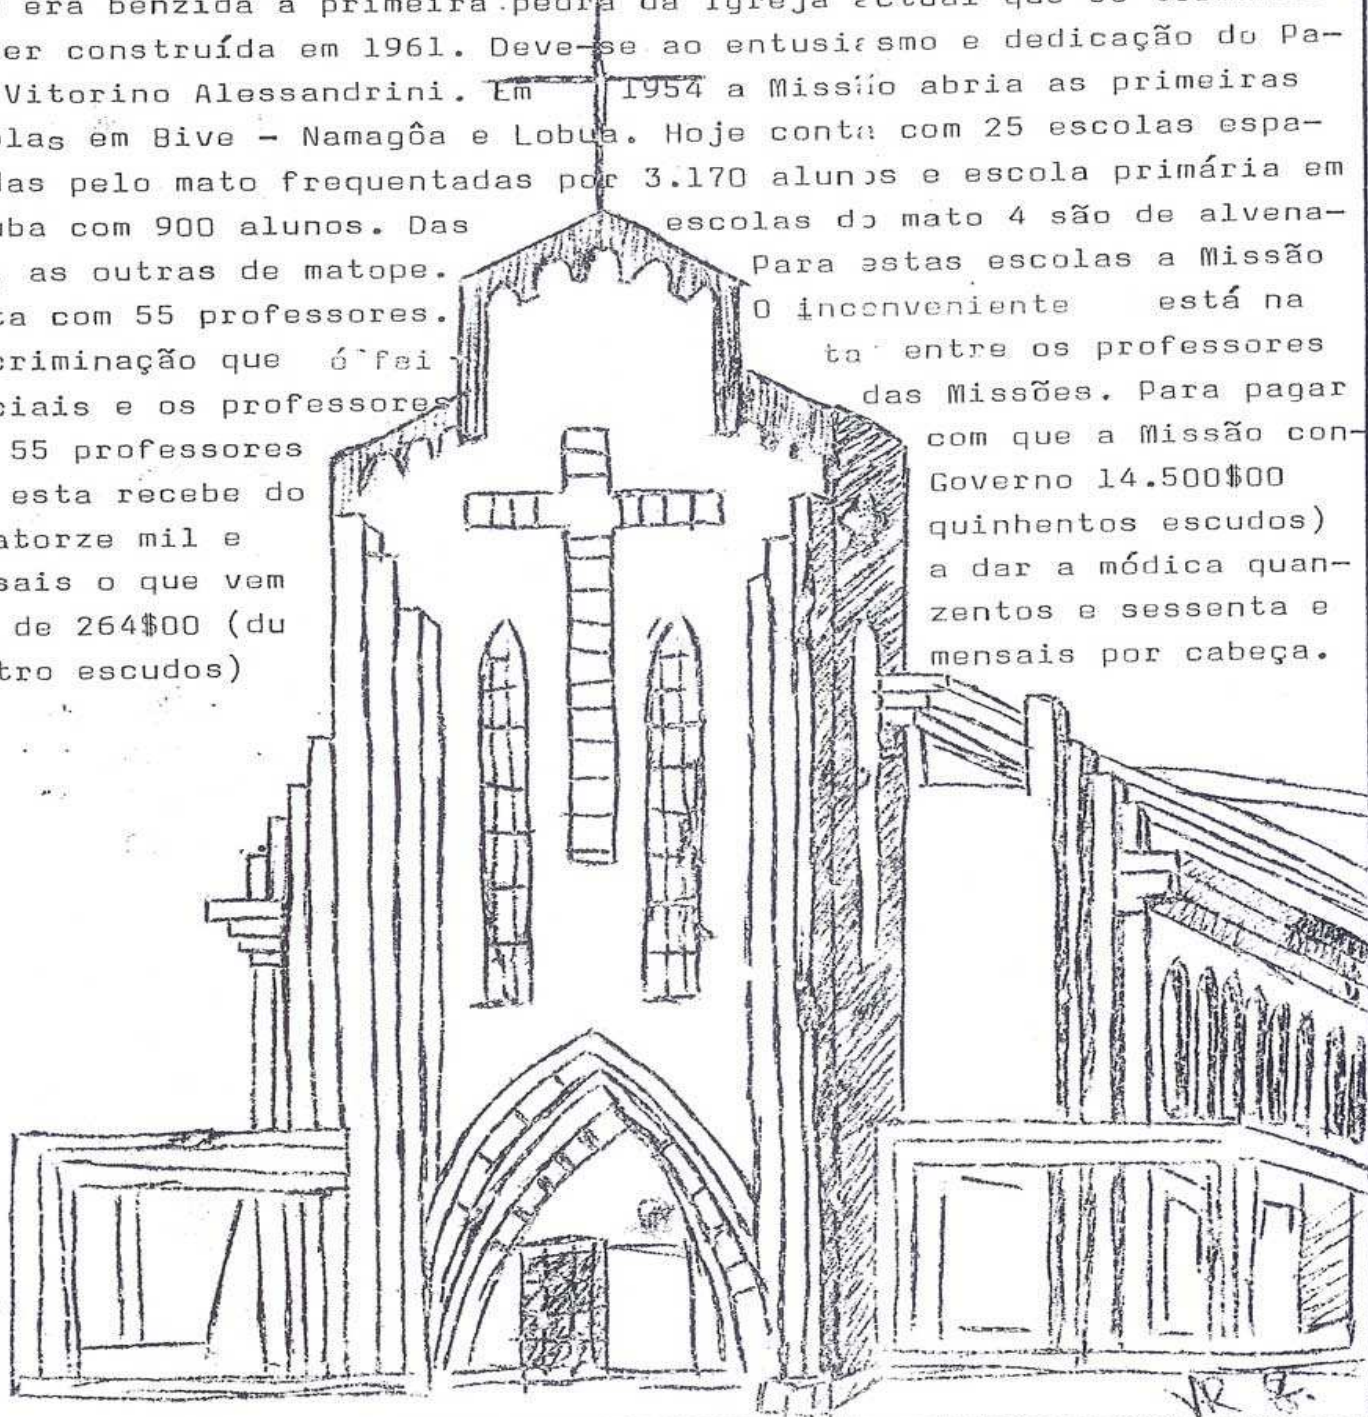 era benzida a primeira pedra da Igreja actual que se
er construída em 1961. Deve-se ao entusiasmo e dedicação do Pa-
Vitorino Alessandrini. Em 1954 a Missão abria as primeiras
las em Bive - Namagôa e Lobua. Hoje conta com 25 escolas espa-
das pelo mato frequentadas por 3.170 alunos e escola primária em
uba com 900 alunos. Das escolas do mato 4 são de alvena-
as outras de matope. Para estas escolas a Missão
ta com 55 professores. O inconveniente está na
criminação que é fei ta entre os professores
ciais e os professores das Missões. Para pagar
55 professores com que a Missão con-
esta recebe do Governo 14.500$00
atorze mil e quinhentos escudos)
sais o que vem a dar a módica quan-
de 264$00 (du zentos e sessenta e
tro escudos) mensais por cabeça.